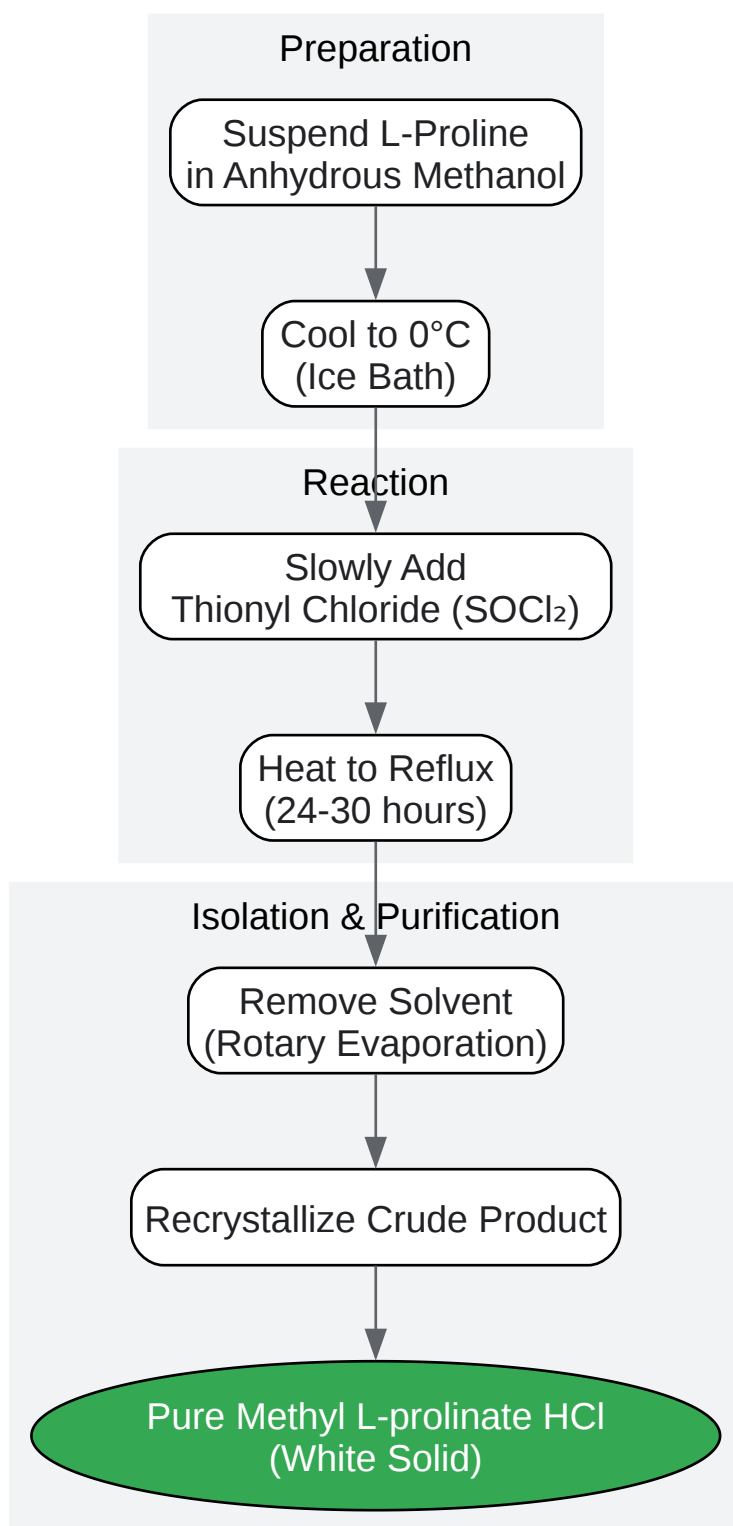 Preparation
Suspend L-Proline
in Anhydrous Methanol
Cool to 0°C
(Ice Bath)
Reaction
Slowly Add
Thionyl Chloride (SOCl₂)
Heat to Reflux
(24-30 hours)
Isolation & Purification
Remove Solvent
(Rotary Evaporation)
Recrystallize Crude Product
Pure Methyl L-prolinate HCl
(White Solid)